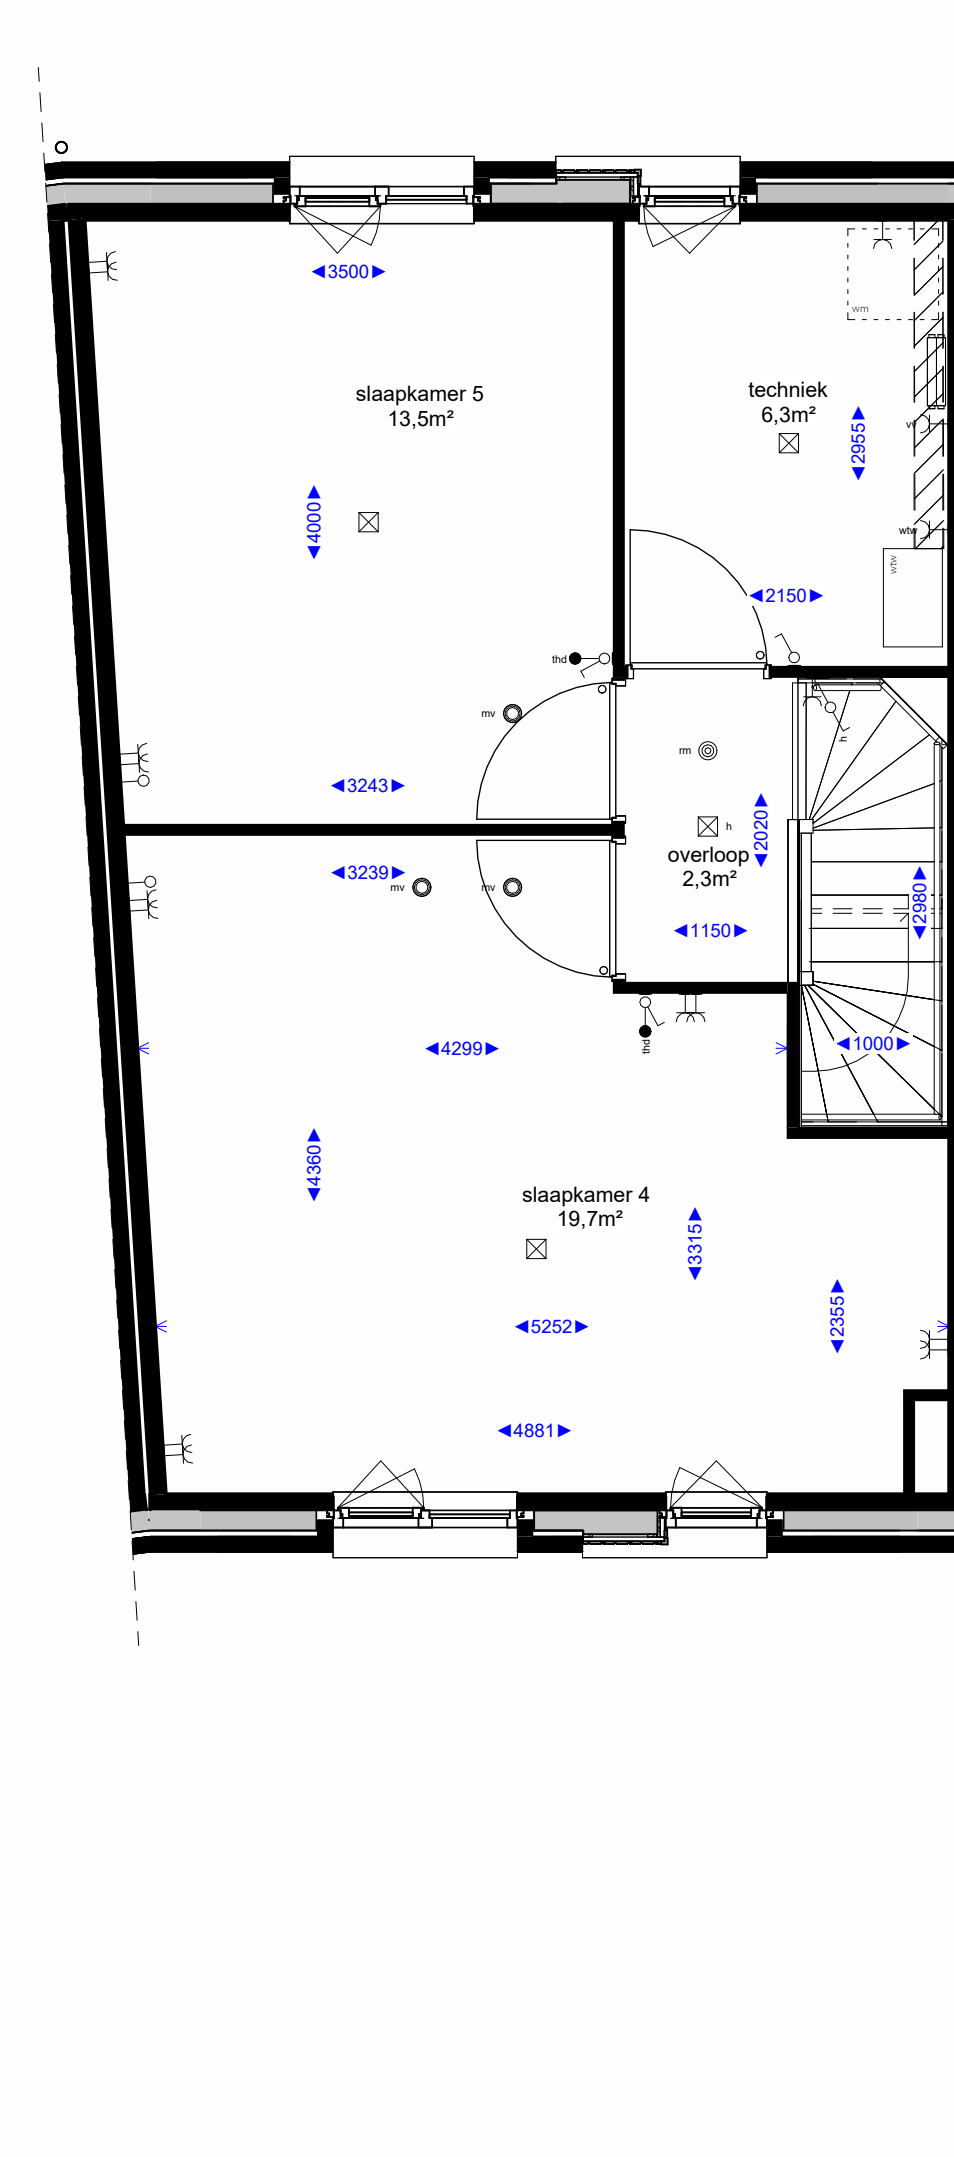 3500
wm
slaapkamer 5
13,5m²
techniek
6,3m²
2955
vv
4000
wtw
wtw
2150
thd
mv
rm
h
3243
2020
h
overloop
2,3m²
3239
mv
mv
2980
1150
thd
4299
1000
4360
slaapkamer 4
19,7m²
3315
2355
5252
4881